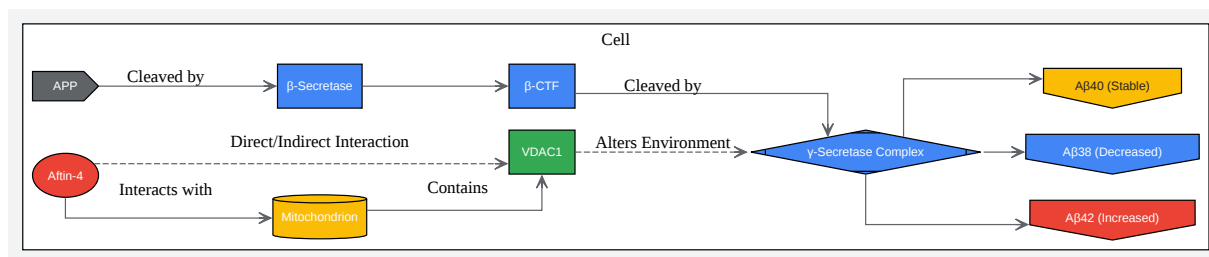 Cell
APP
Cleaved by
β-Secretase
β-CTF
Cleaved by
Aβ40 (Stable)
Direct/Indirect Interaction
VDAC1
Alters Environment
γ-Secretase Complex
Aβ38 (Decreased)
Aftin-4
Interacts with
Contains
Mitochondrion
Aβ42 (Increased)